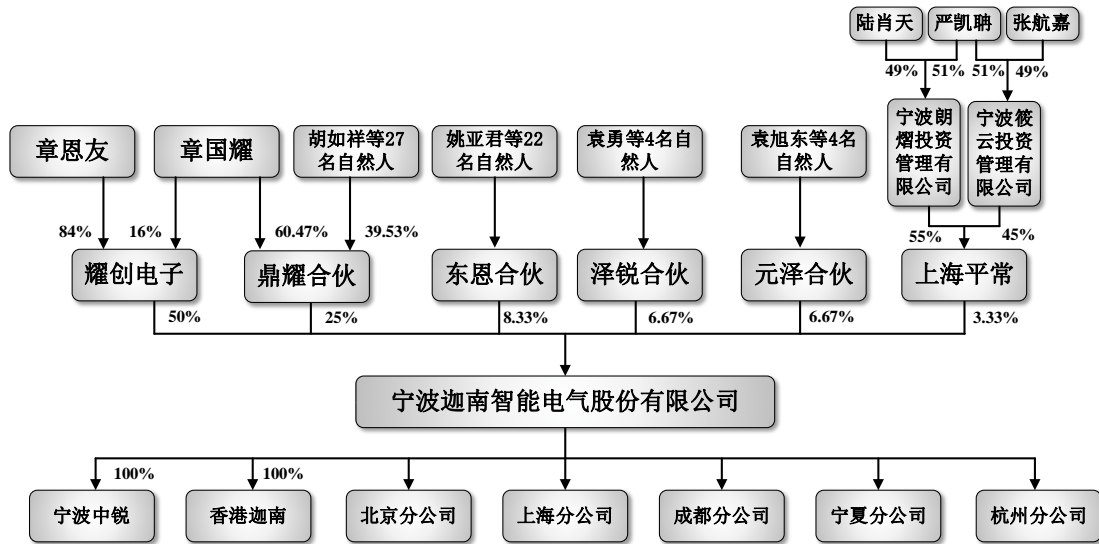 陆肖天
严凯聃
张航嘉
49%
51%
51%
49%
宁波朗
熠投资
管理有
限公司
宁波筱
云投资
管理有
限公司
章恩友
章国耀
胡如祥等27
名自然人
姚亚君等22
名自然人
袁勇等4名自
然人
袁旭东等4名
自然人
84%
16%
60.47%
39.53%
55%
45%
耀创电子
鼎耀合伙
东恩合伙
泽锐合伙
元泽合伙
上海平常
50%
25%
8.33%
6.67%
6.67%
3.33%
宁波迦南智能电气股份有限公司
100%
100%
宁波中锐
香港迦南
北京分公司
上海分公司
成都分公司
宁夏分公司
杭州分公司